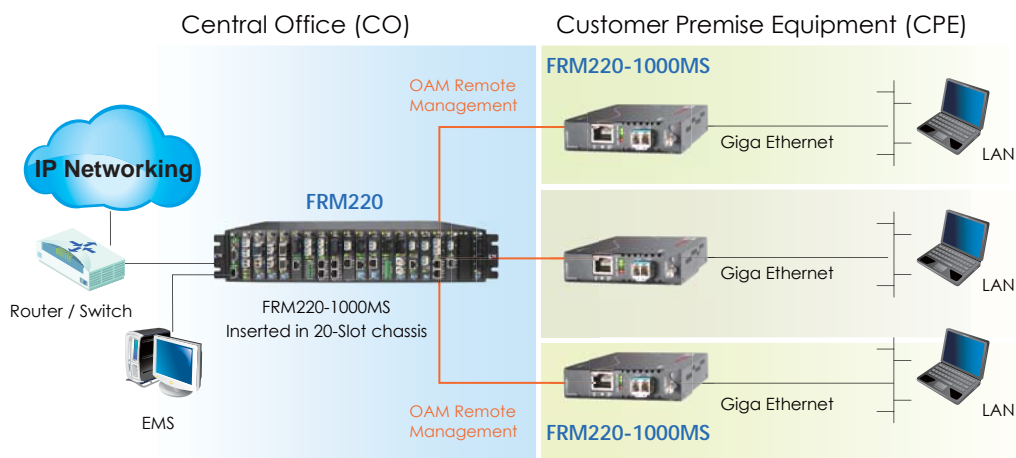 Central Office (CO)
Customer Premise Equipment (CPE)
FRM220-1000MS
OAM Remote
Management
Giga Ethernet
LAN
IP Networking
FRM220
Router / Switch
FRM220-1000MS
Inserted in 20-Slot chassis
Giga Ethernet
LAN
EMS
OAM Remote
Management
Giga Ethernet
LAN
FRM220-1000MS